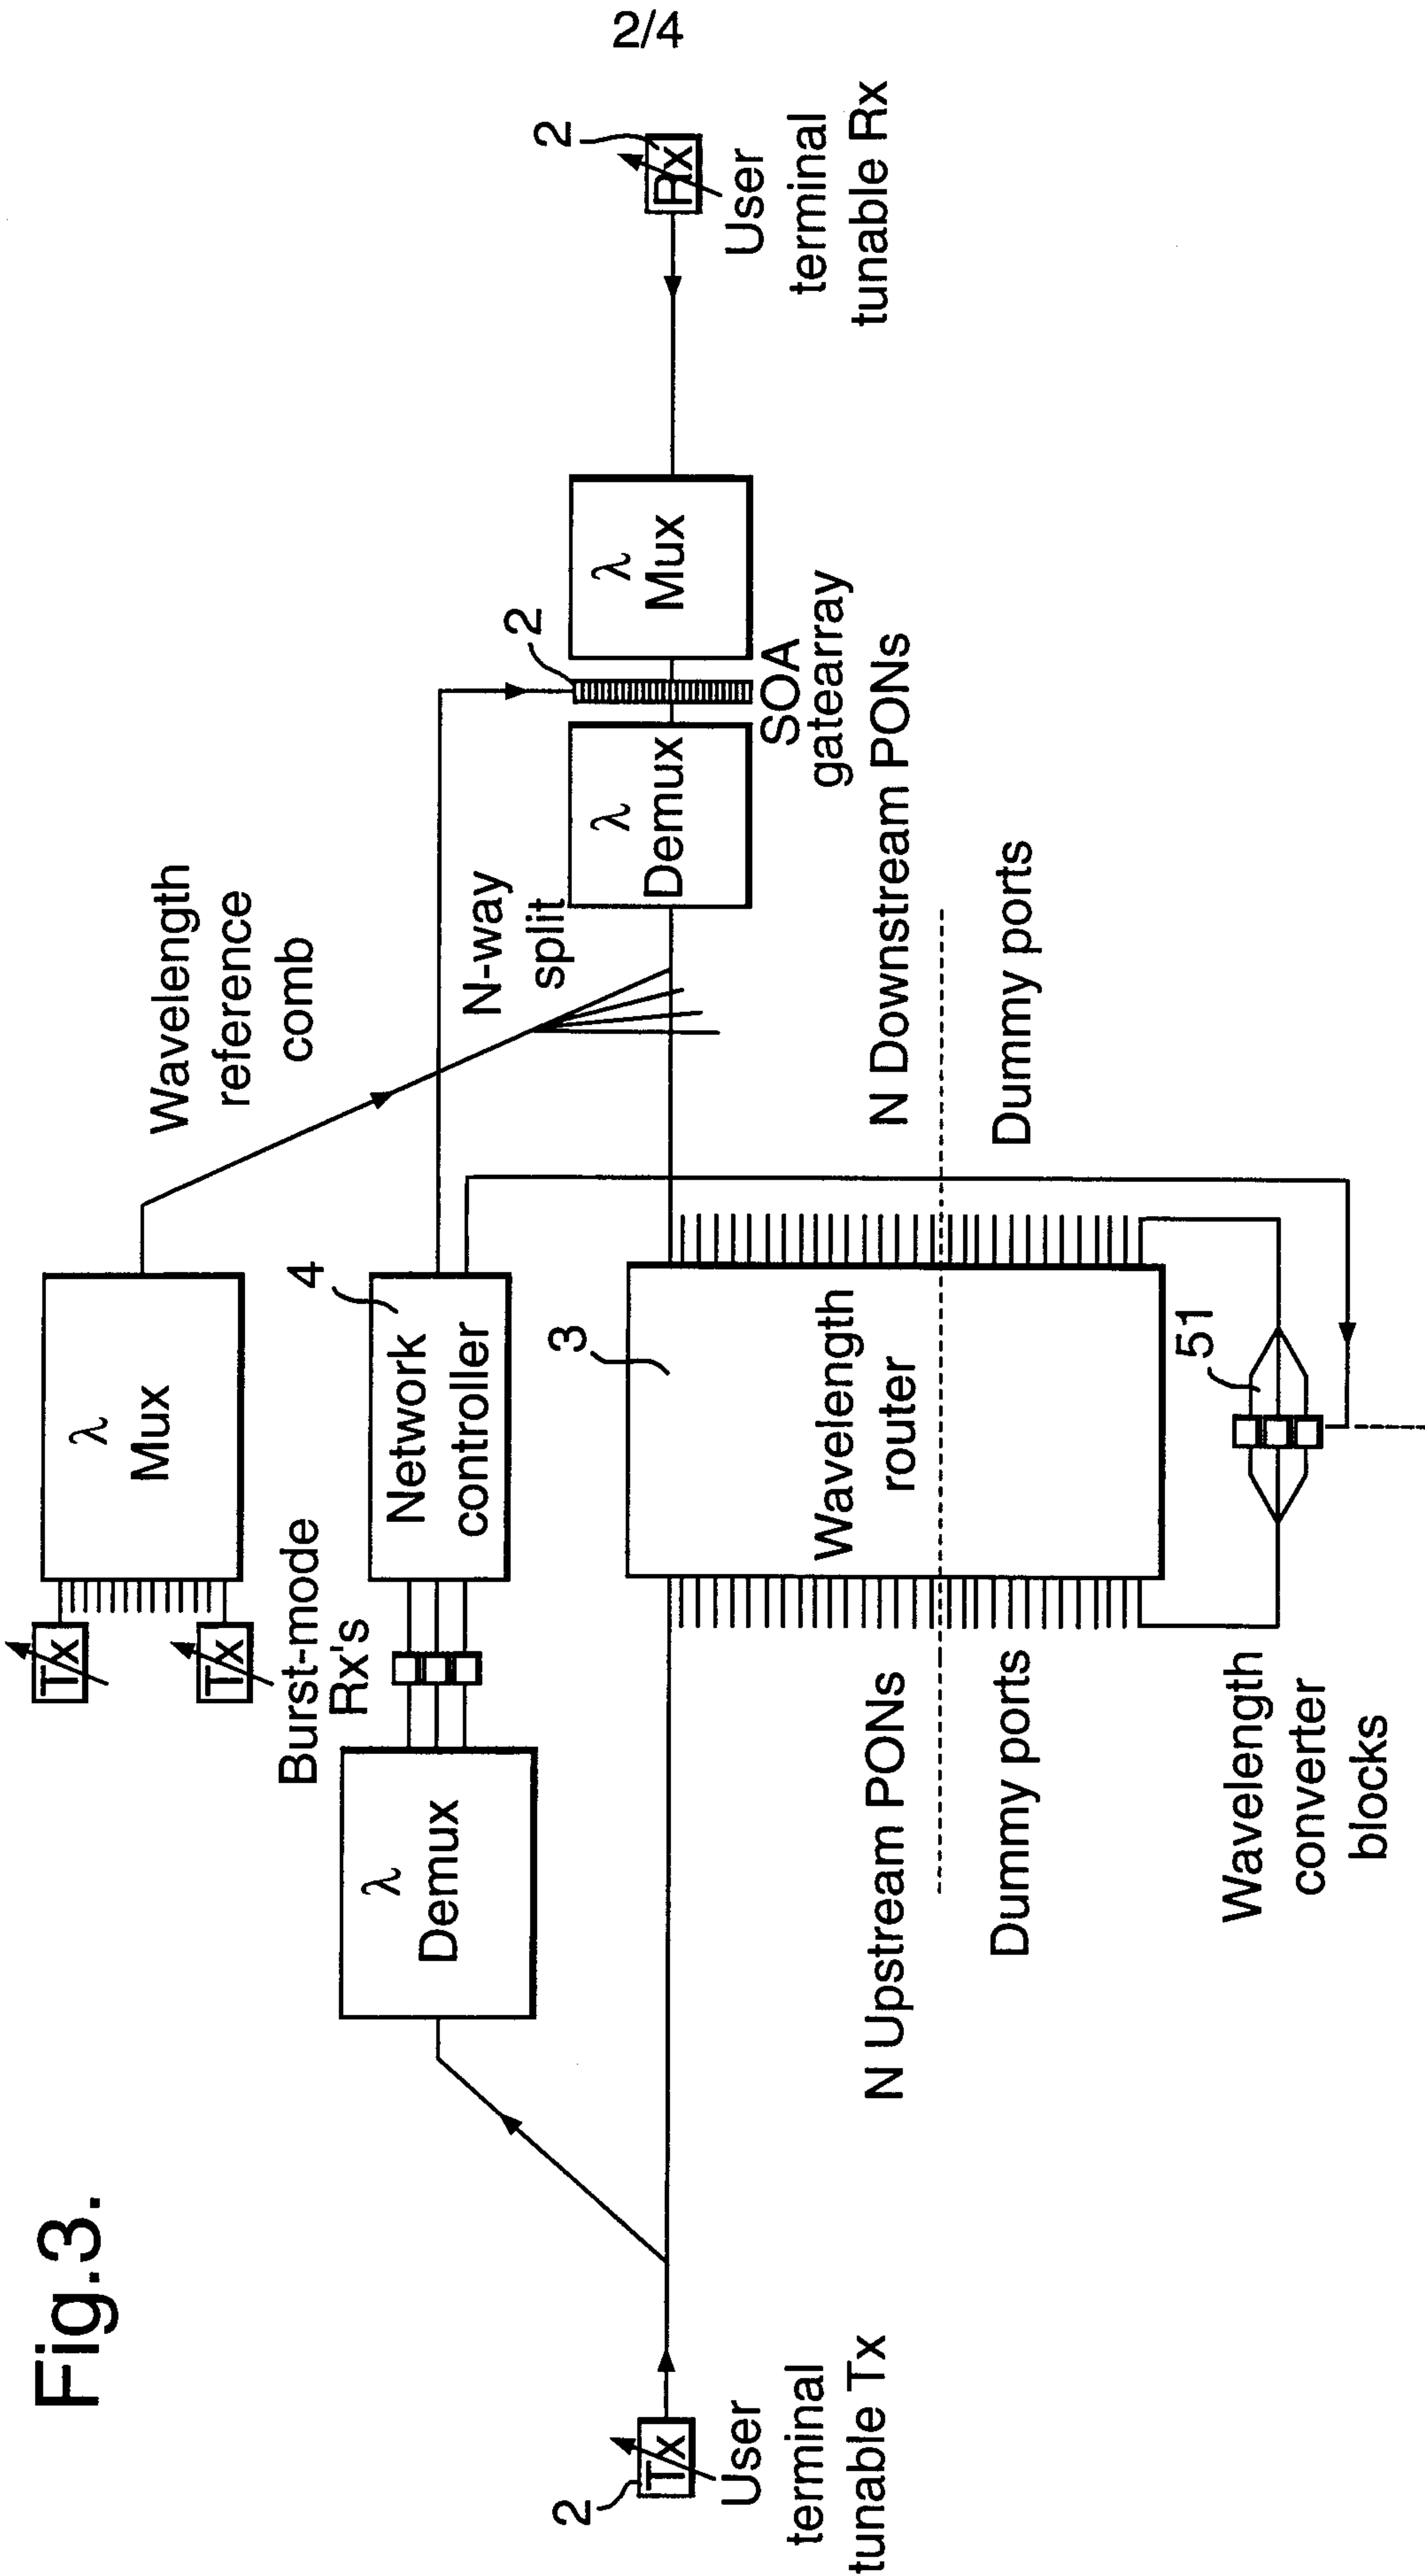 2/4
Fig.3.
Tx
Tx
λ
Mux
Wavelength
reference
comb
Burst-mode
Rx's
λ
Demux
Network
controller
4
N-way
split
2
Tx
User
terminal
tunable Tx
3
Wavelength
router
λ
Demux
2
SOA
gatearray
λ
Mux
2
Rx
User
terminal
tunable Rx
N Upstream PONs
N Downstream PONs
Dummy ports
Dummy ports
Wavelength
converter
blocks
51